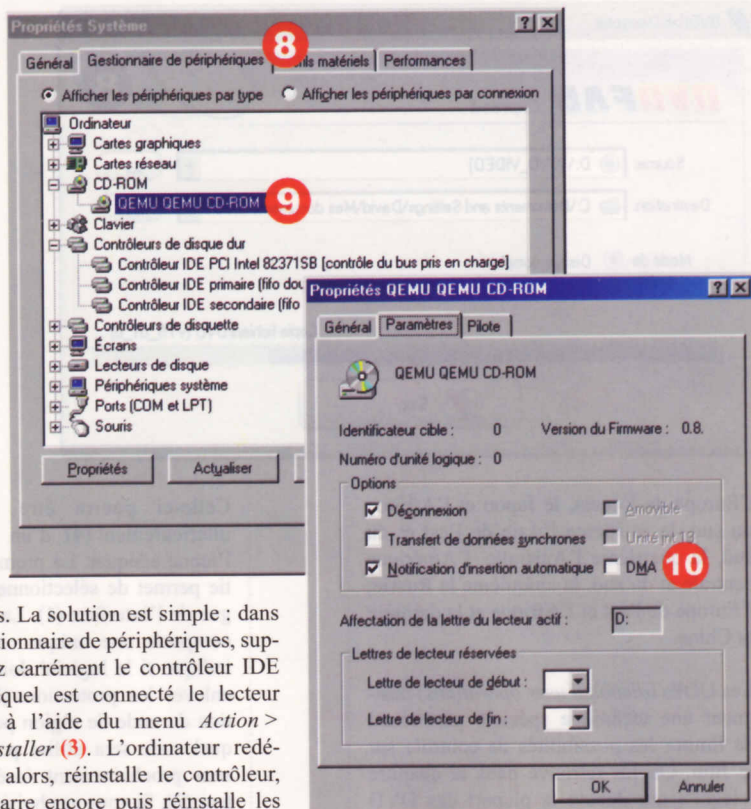 Propriétés Système
8
Général Gestionnaire de périphériques ils matériels Performances
Afficher les périphériques par type Afficher les périphériques par connexion
Ordinateur
Cartes graphiques
Cartes réseau
CD-ROM
QEMU QEMU CD-ROM 9
Clavier
Contrôleurs de disque dur
Contrôleur IDE PCI Intel 82371SB [contrôle du bus pris en charge]
Contrôleur IDE primaire (fifo dou
Contrôleur IDE secondaire (fifo
Contrôleurs de disquette
Écrans
Lecteurs de disque
Périphériques système
Ports (COM et LPT)
Souris
Propriétés Actualiser
Propriétés QEMU QEMU CD-ROM
Général Paramètres Pilote
QEMU QEMU CD-ROM
Identificateur cible : 0 Version du Firmware : 0.8.
Numéro d'unité logique : 0
Options
Déconnexion Amovible
Transfert de données synchrones Unité int 13
Notification d'insertion automatique DMA 10
Affectation de la lettre du lecteur actif : D:
Lettres de lecteur réservées
Lettre de lecteur de début :
Lettre de lecteur de fin :
OK Annuler
s. La solution est simple : dans
tionnaire de périphériques, sup-
z carrément le contrôleur IDE
quel est connecté le lecteur
à l'aide du menu Action >
staller (3). L'ordinateur redé-
alors, réinstalle le contrôleur,
arre encore puis réinstalle les